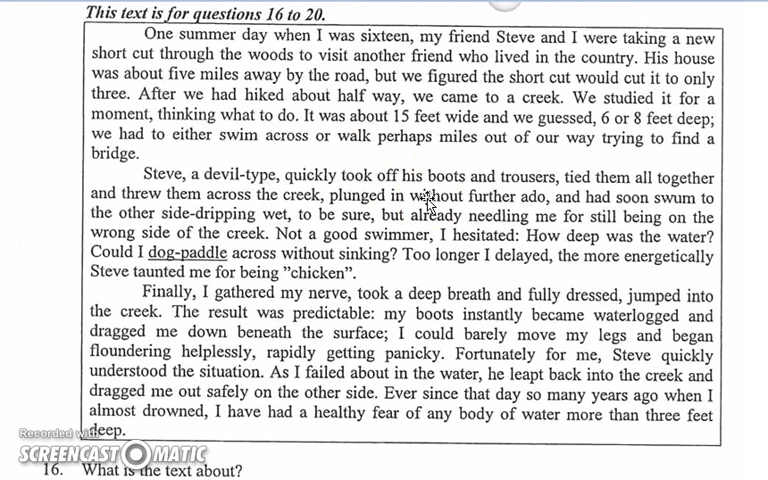 This text is for questions 16 to 20.
One summer day when I was sixteen, my friend Steve and I were taking a new
short cut through the woods to visit another friend who lived in the country. His house
was about five miles away by the road, but we figured the short cut would cut it to only
three. After we had hiked about half way, we came to a creek. We studied it for a
moment, thinking what to do. It was about 15 feet wide and we guessed, 6 or 8 feet deep;
we had to either swim across or walk perhaps miles out of our way trying to find a
bridge.
Steve, a devil-type, quickly took off his boots and trousers, tied them all together
and threw them across the creek, plunged in without further ado, and had soon swum to
the other side-dripping wet, to be sure, but already needling me for still being on the
wrong side of the creek. Not a good swimmer, I hesitated: How deep was the water?
Could I dog-paddle across without sinking? Too longer I delayed, the more energetically
Steve taunted me for being ”chicken”.
Finally, I gathered my nerve, took a deep breath and fully dressed, jumped into
the creek. The result was predictable: my boots instantly became waterlogged and
dragged me down beneath the surface; I could barely move my legs and began
floundering helplessly, rapidly getting panicky. Fortunately for me, Steve quickly
understood the situation. As I failed about in the water, he leapt back into the creek and
dragged me out safely on the other side. Ever since that day so many years ago when I
almost drowned, I have had a healthy fear of any body of water more than three feet
deep.
Recorded with
SCREENCAST MATIC
16. What is the text about?